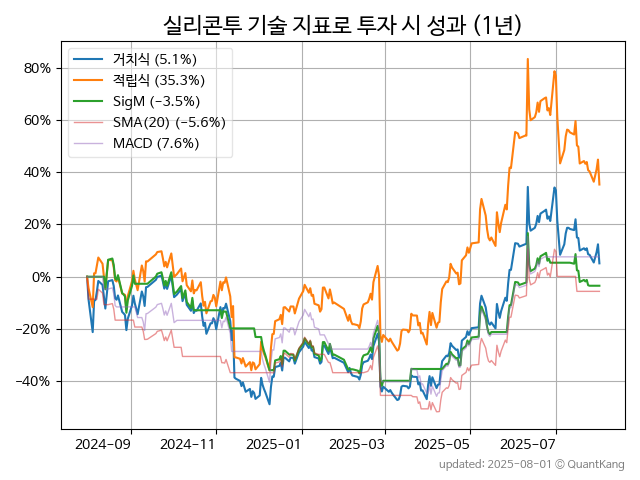 실리콘투 기술 지표로 투자 시 성과 (1년)
거치식 (5.1%)
적립식 (35.3%)
SigM (−3.5%)
SMA(20) (−5.6%)
MACD (7.6%)
80%
60%
40%
20%
0%
−20%
−40%
2024−09 2024−11 2025−01 2025−03 2025−05 2025−07
updated: 2025-08-01 © QuantKang